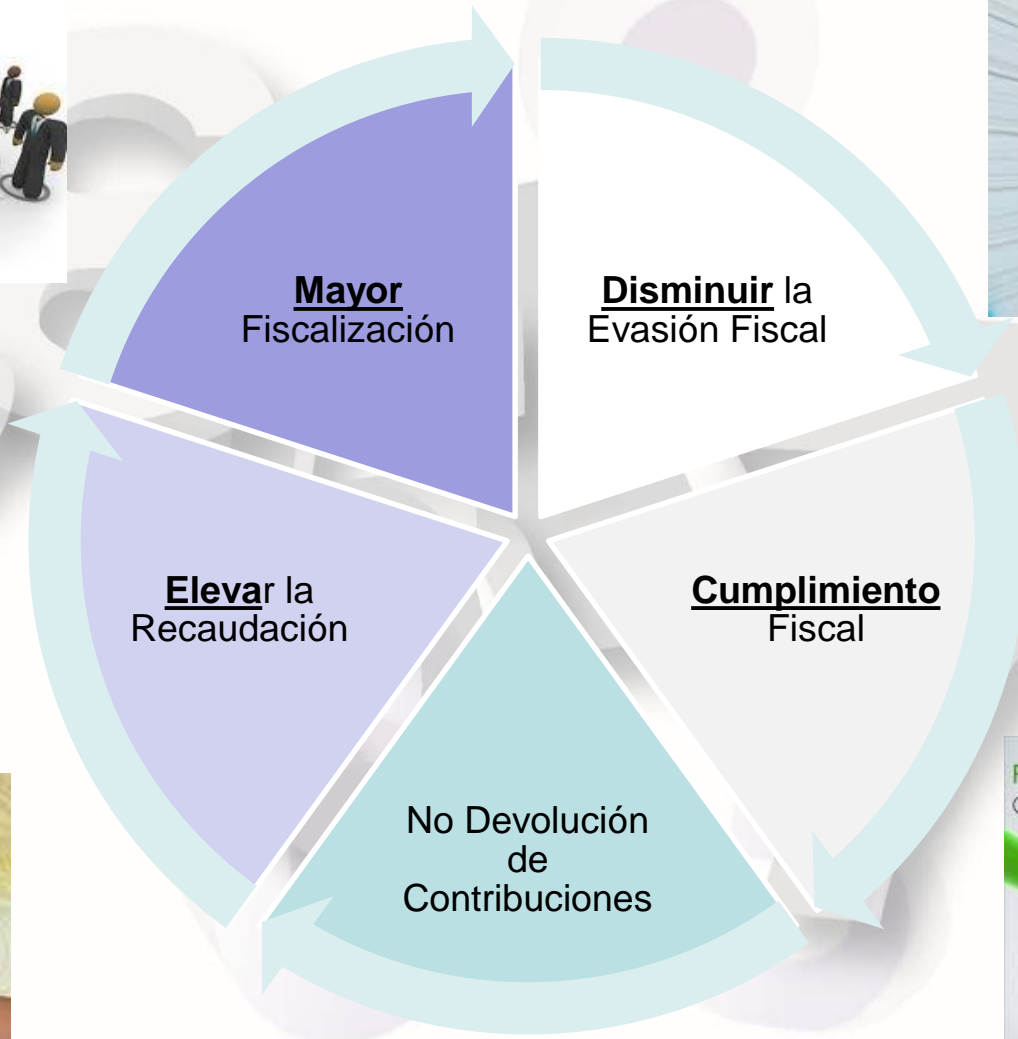 Mayor
Fiscalización
Disminuir la
Evasión Fiscal
Elevar la
Recaudación
Cumplimiento
Fiscal
No Devolución
de
Contribuciones